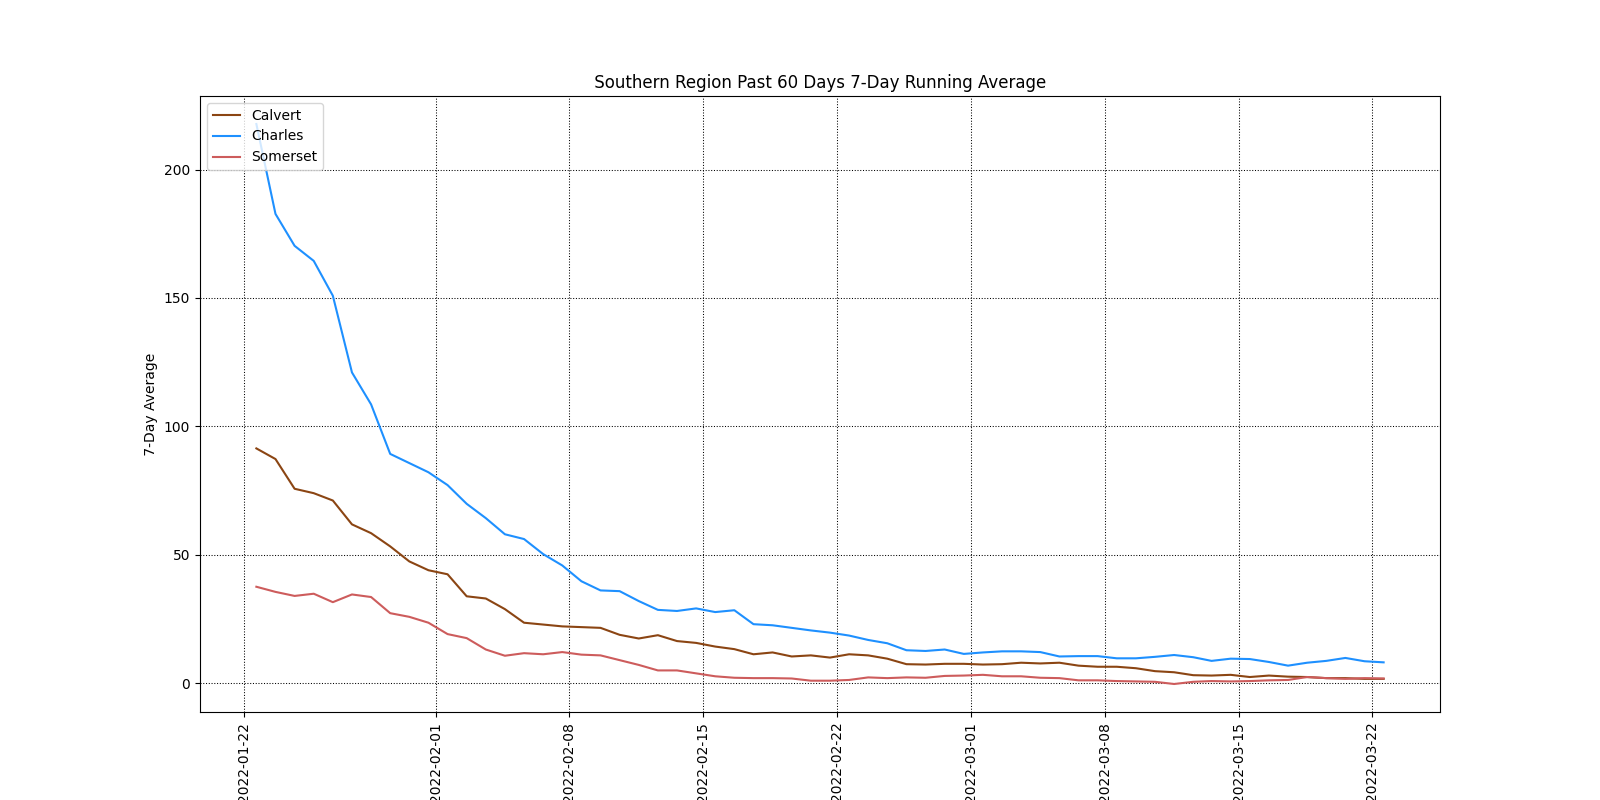 Southern Region Past 60 Days 7-Day Running Average
Calvert
Charles
Somerset
7-Day Average
200
150
100
50
0
2022-01-22
2022-02-01
2022-02-08
2022-02-15
2022-02-22
2022-03-01
2022-03-08
2022-03-15
2022-03-22